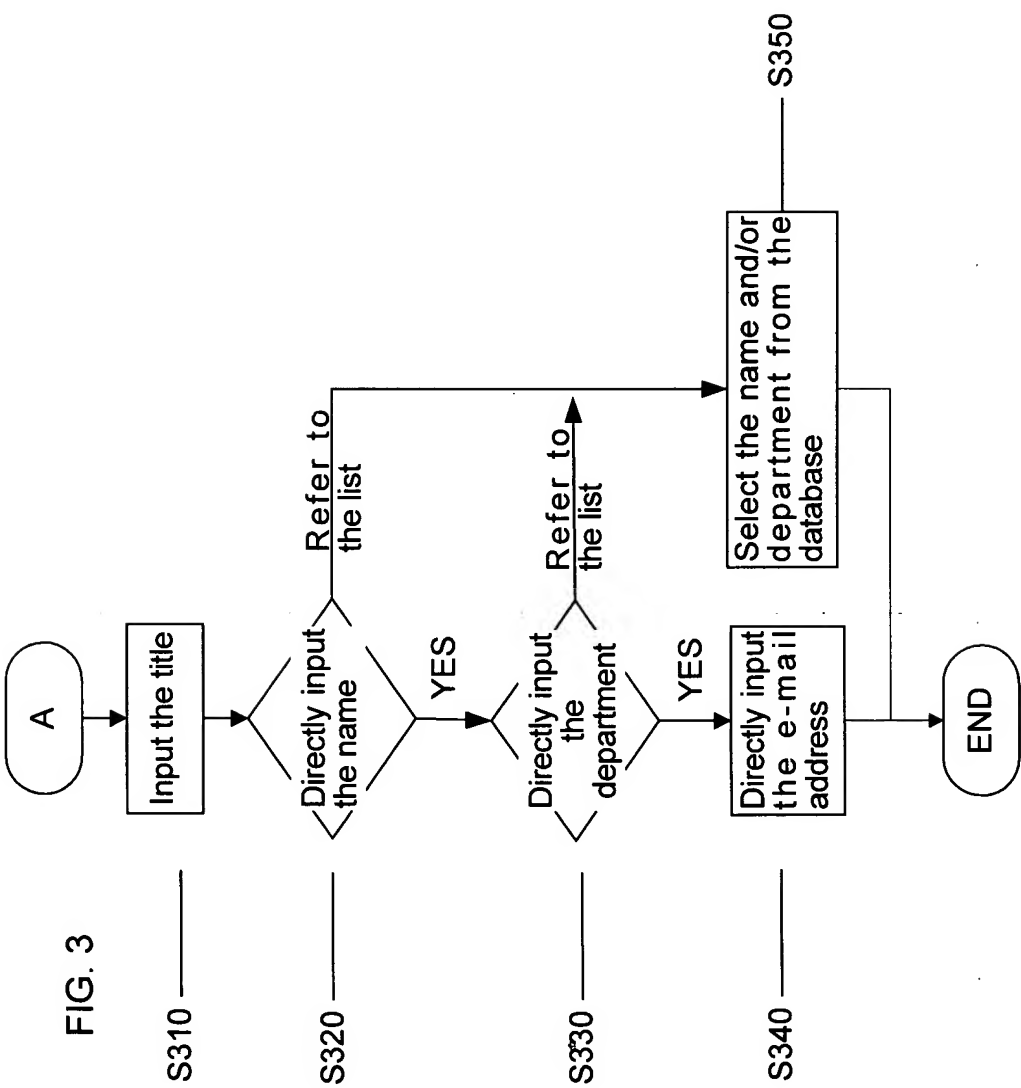 FIG. 3
A
S310
Input the title
S320
Directly input
the name
Refer to
the list
YES
S330
Directly input
the
department
Refer to
the list
YES
S340
Directly input
the e-mail
address
Select the name and/or
department from the
database
S350
END